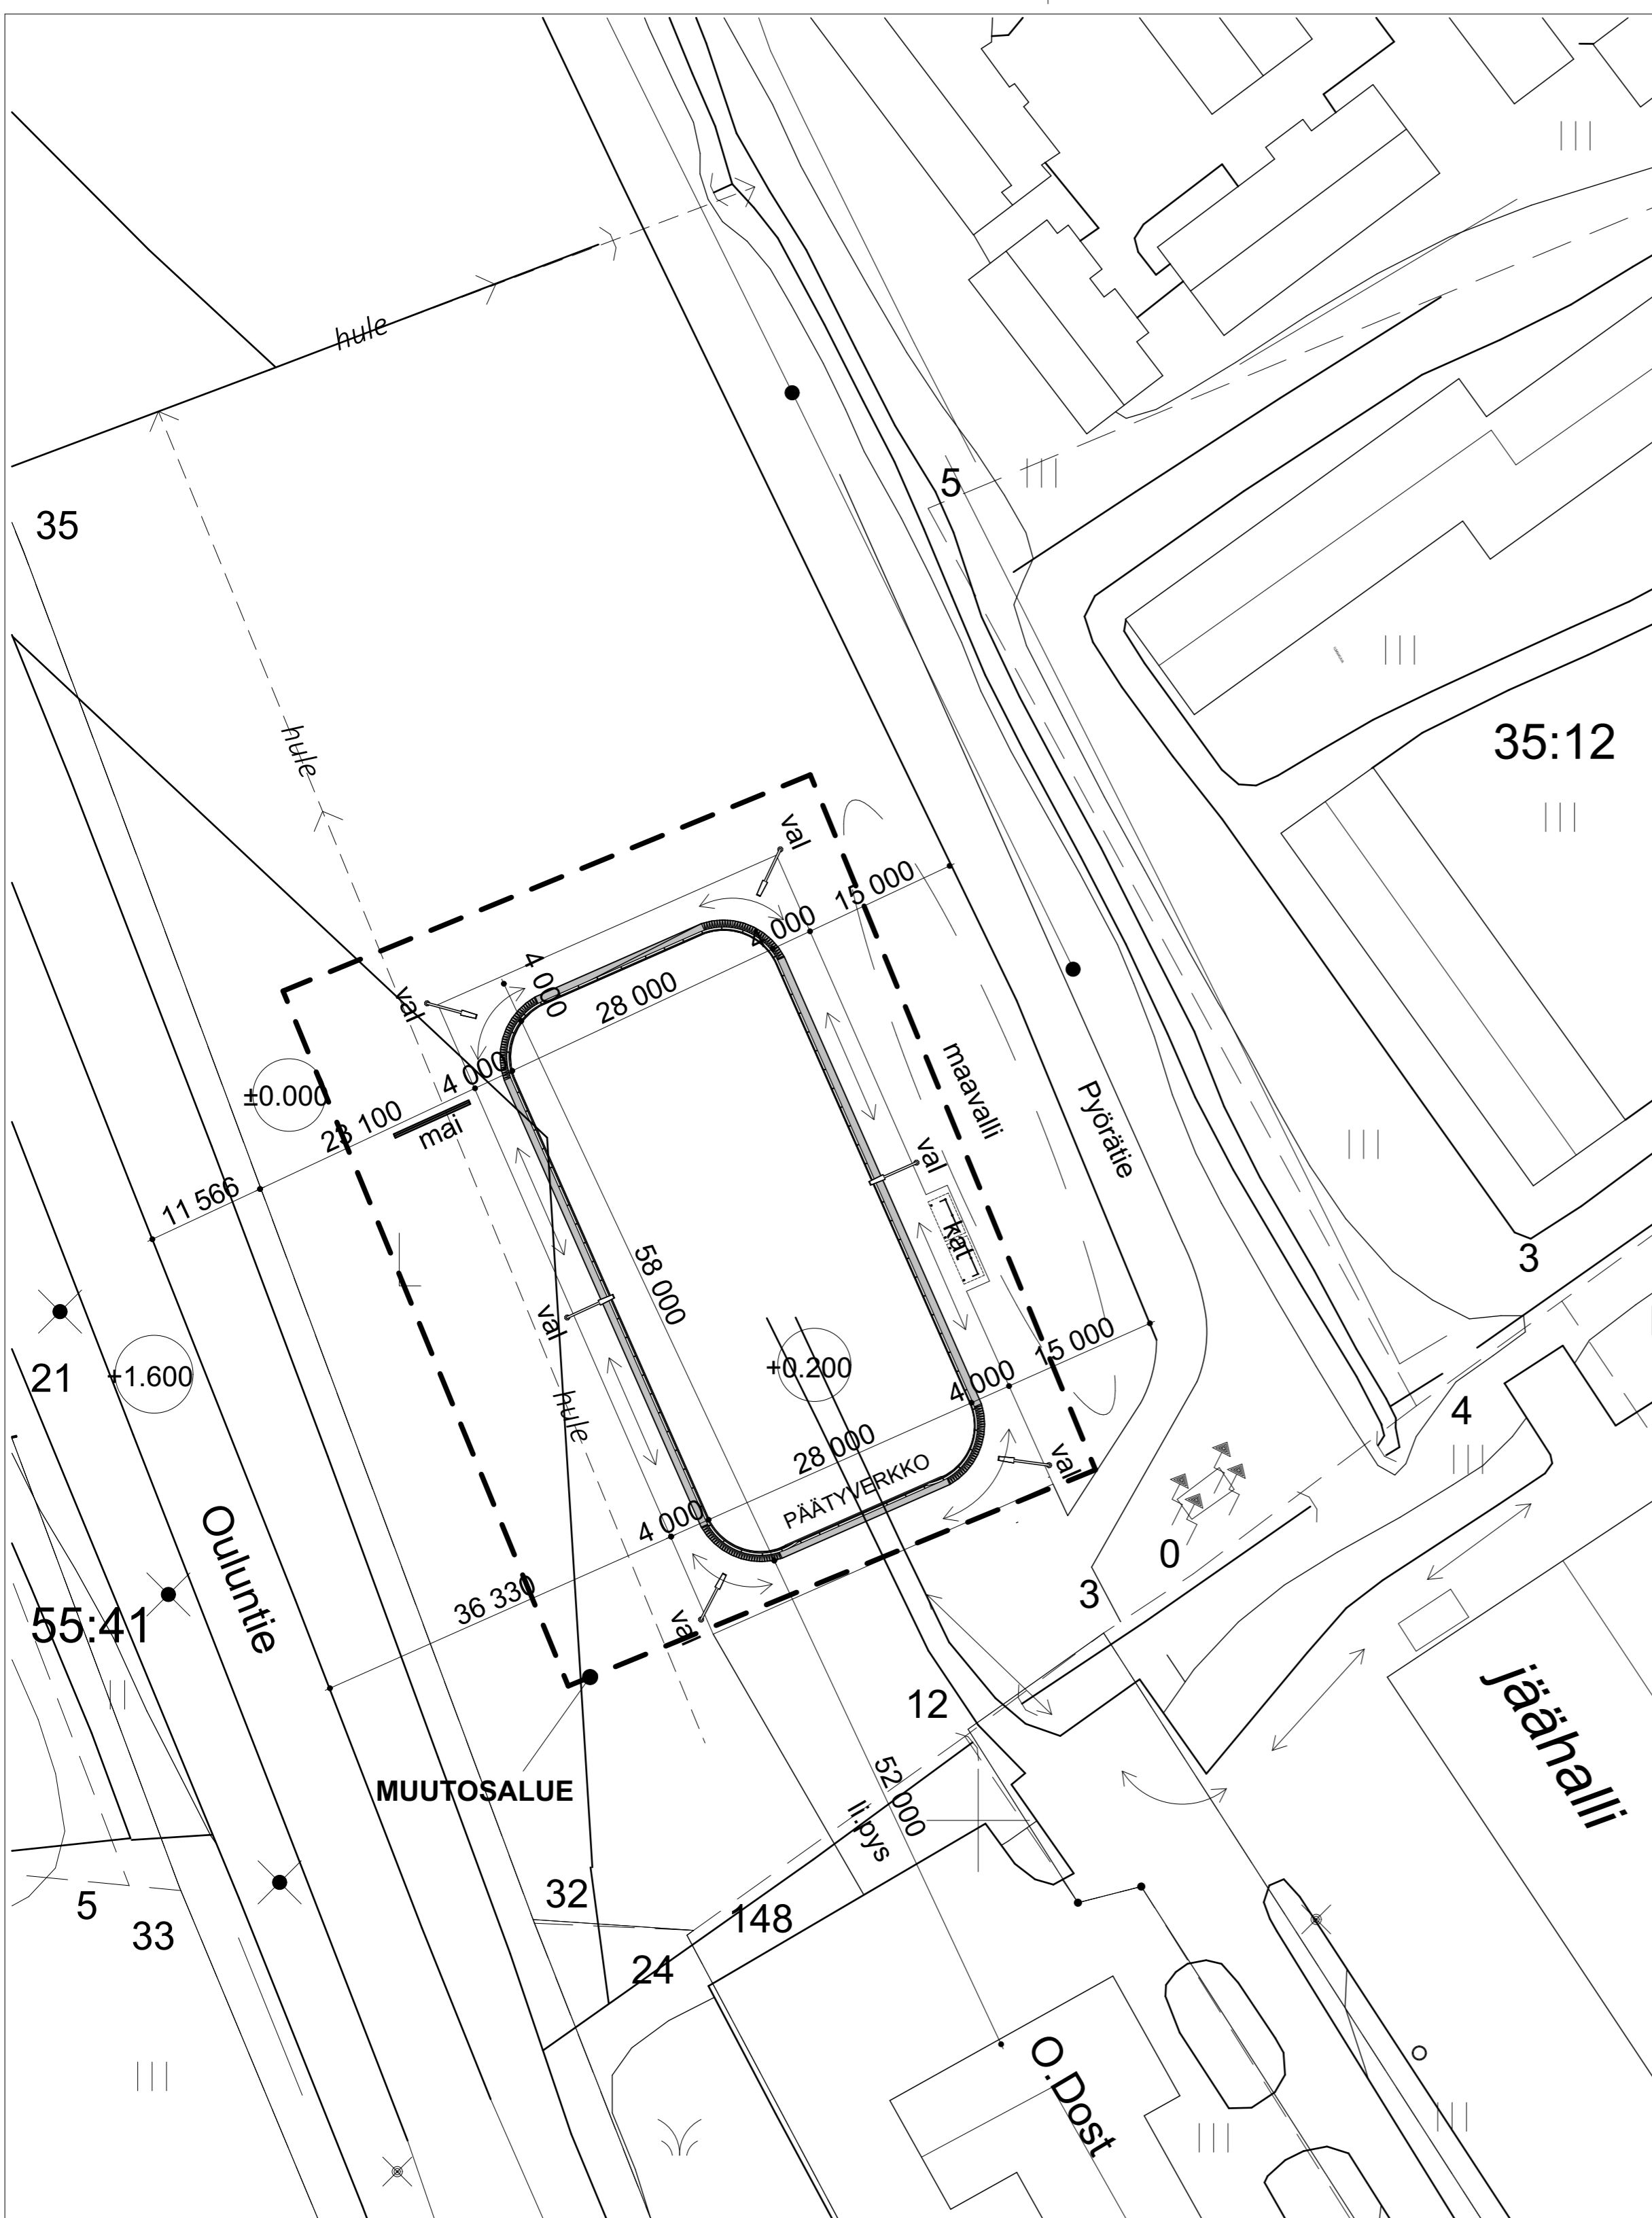 hule
5
35
hule
35:12
val
15 000
4 000
4 000
28 000
val
maavalli
4 000
±0.000
23 100
mai
Pyörätie
val
11 566
kat
3
58 000
val
15 000
+0.200
+1.600
21
4 000
hule
4
28 000
val
PÄÄTYVERKKO
4 000
Ouluntie
0
36 330
3
55:41
val
12
jäähalli
MUUTOSALUE
52 000
li.pys
32
5
148
33
24
O.Dost